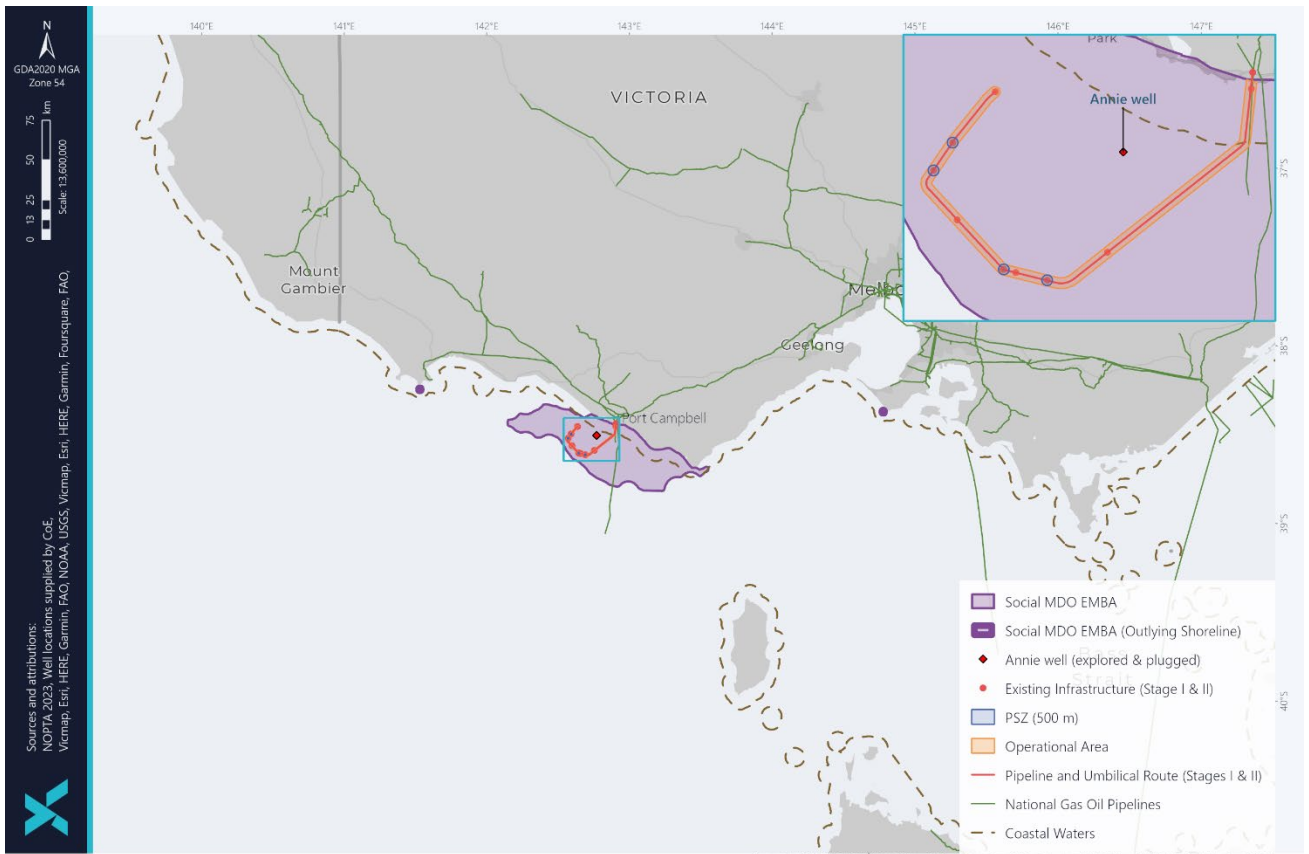 N
GDA2020 MGA
Zone 54
0 13 25 50 75
km
Scale: 1:3,600,000
Sources and attributions:
NOPTA 2023, Well locations supplied by CoE,
Vicmap, Esri, HERE, Garmin, FAO, NOAA, USGS, Vicmap, Esri, HERE, Garmin, Foursquare, FAO,
140°E 141°E 142°E 143°E 144°E 145°E 146°E 147°E
37°S
38°S
39°S
40°S
VICTORIA
Mount
Gambier
Geelong
Port Campbell
Park
Annie well
Bass
Strait
Social MDO EMBA
Social MDO EMBA (Outlying Shoreline)
Annie well (explored & plugged)
Existing Infrastructure (Stage I & II)
PSZ (500 m)
Operational Area
Pipeline and Umbilical Route (Stages I & II)
National Gas Oil Pipelines
Coastal Waters